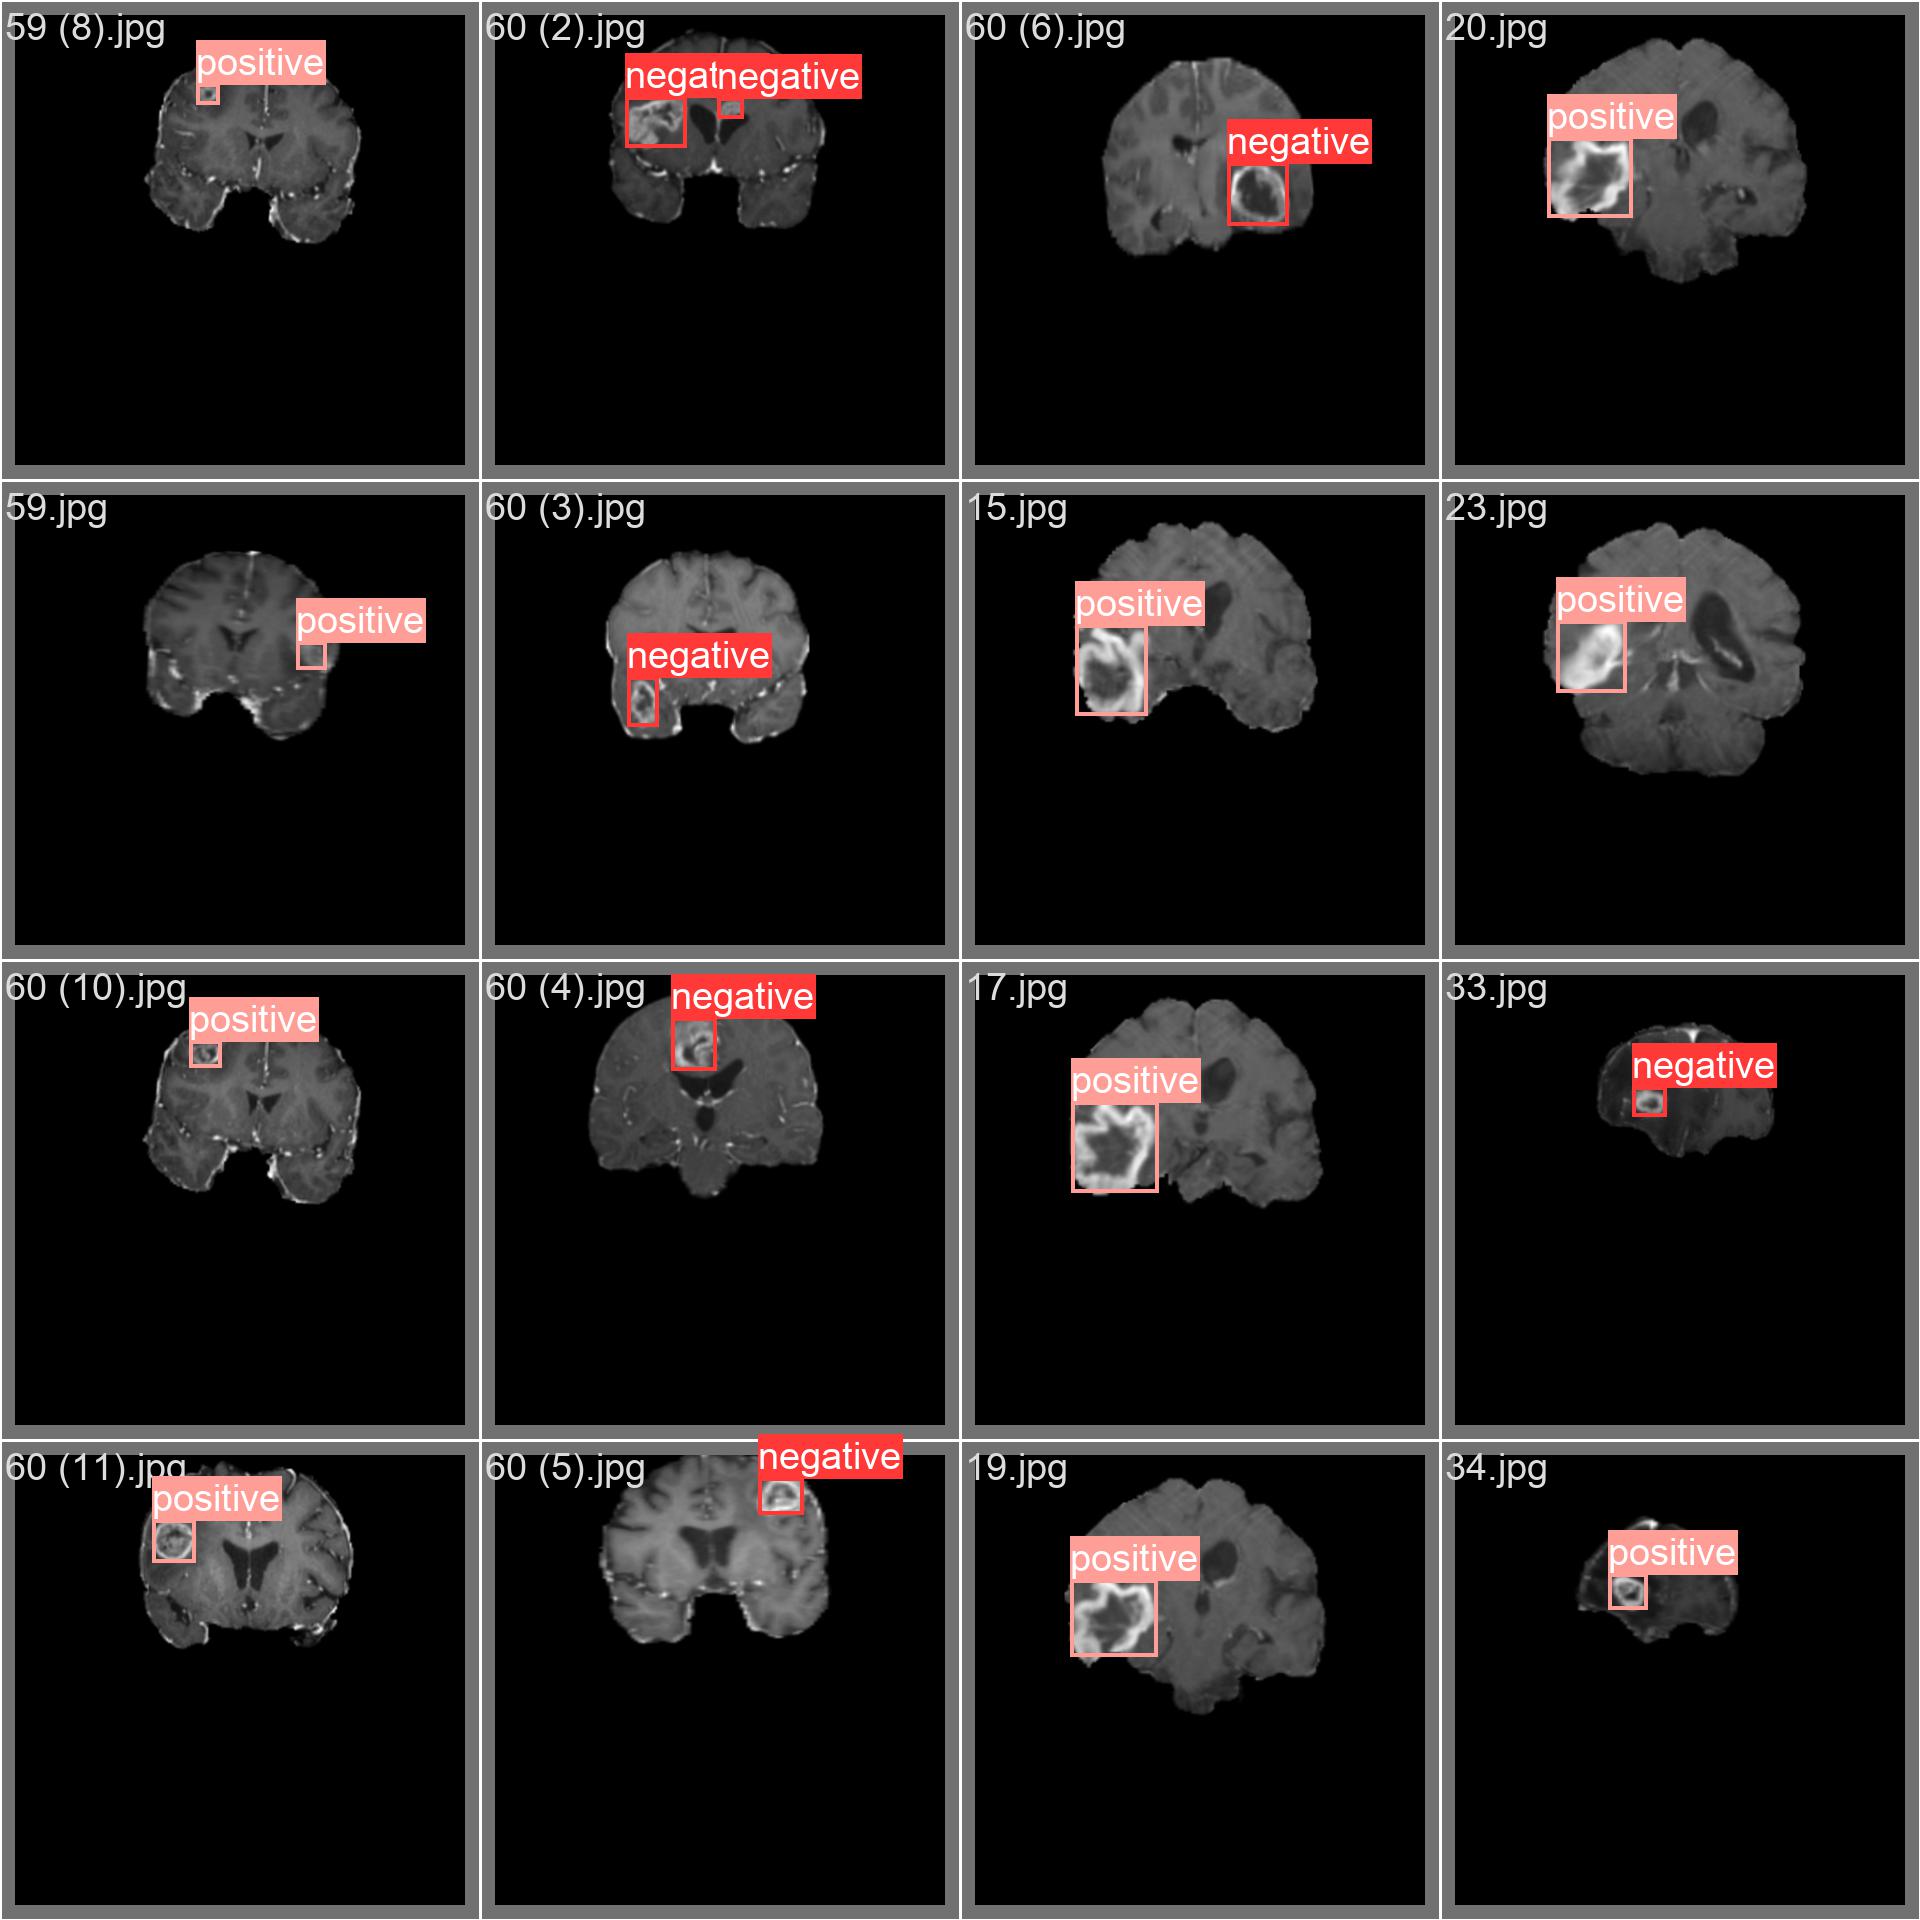 59 (8).jpg
positive
60 (2).jpg
negat
negative
60 (6).jpg
negative
20.jpg
positive
59.jpg
positive
60 (3).jpg
negative
15.jpg
positive
23.jpg
positive
60 (10).jpg
positive
60 (4).jpg
negative
17.jpg
positive
33.jpg
negative
60 (11).jpg
positive
60 (5).jpg
negative
19.jpg
positive
34.jpg
positive